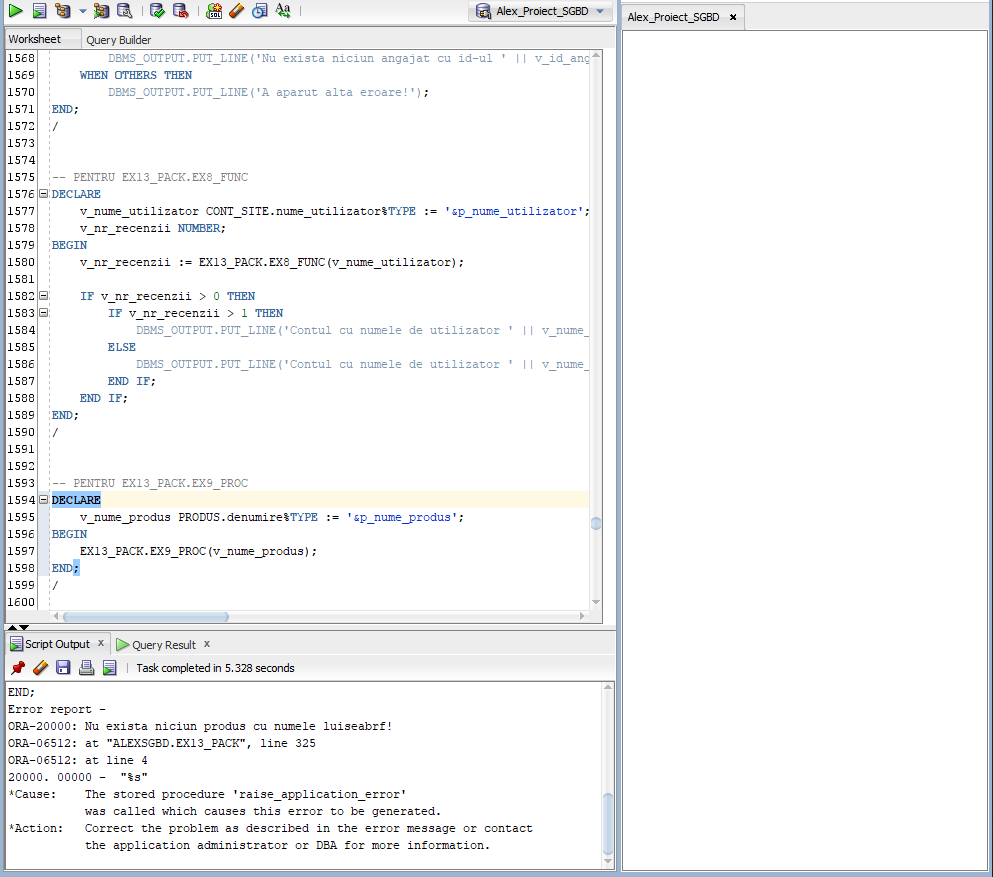 Alex_Proiect_SGBD
Worksheet Query Builder
1568 DBMS_OUTPUT.PUT_LINE('Nu exista niciun angajat cu id-ul ' || v_id_ang
1569 WHEN OTHERS THEN
1570 DBMS_OUTPUT.PUT_LINE('A aparut alta eroare!');
1571 END;
1572 /
1573
1574
1575 -- PENTRU EX13_PACK.EX8_FUNC
1576 DECLARE
1577 v_nume_utilizator CONT_SITE.nume_utilizator%TYPE := '&p_nume_utilizator';
1578 v_nr_recenzii NUMBER;
1579 BEGIN
1580 v_nr_recenzii := EX13_PACK.EX8_FUNC(v_nume_utilizator);
1581
1582 IF v_nr_recenzii > 0 THEN
1583 IF v_nr_recenzii > 1 THEN
1584 DBMS_OUTPUT.PUT_LINE('Contul cu numele de utilizator ' || v_nume_
1585 ELSE
1586 DBMS_OUTPUT.PUT_LINE('Contul cu numele de utilizator ' || v_nume_
1587 END IF;
1588 END IF;
1589 END;
1590 /
1591
1592
1593 -- PENTRU EX13_PACK.EX9_PROC
1594 DECLARE
1595 v_nume_produs PRODUS.denumire%TYPE := '&p_nume_produs';
1596 BEGIN
1597 EX13_PACK.EX9_PROC(v_nume_produs);
1598 END;
1599 /
1600
Script Output x Query Result x
Task completed in 5.328 seconds
END;
Error report -
ORA-20000: Nu exista niciun produs cu numele luiseabrf!
ORA-06512: at "ALEXSGBD.EX13_PACK", line 325
ORA-06512: at line 4
20000. 00000 - "%s"
*Cause: The stored procedure 'raise_application_error'
was called which causes this error to be generated.
*Action: Correct the problem as described in the error message or contact
the application administrator or DBA for more information.
Alex_Proiect_SGBD x